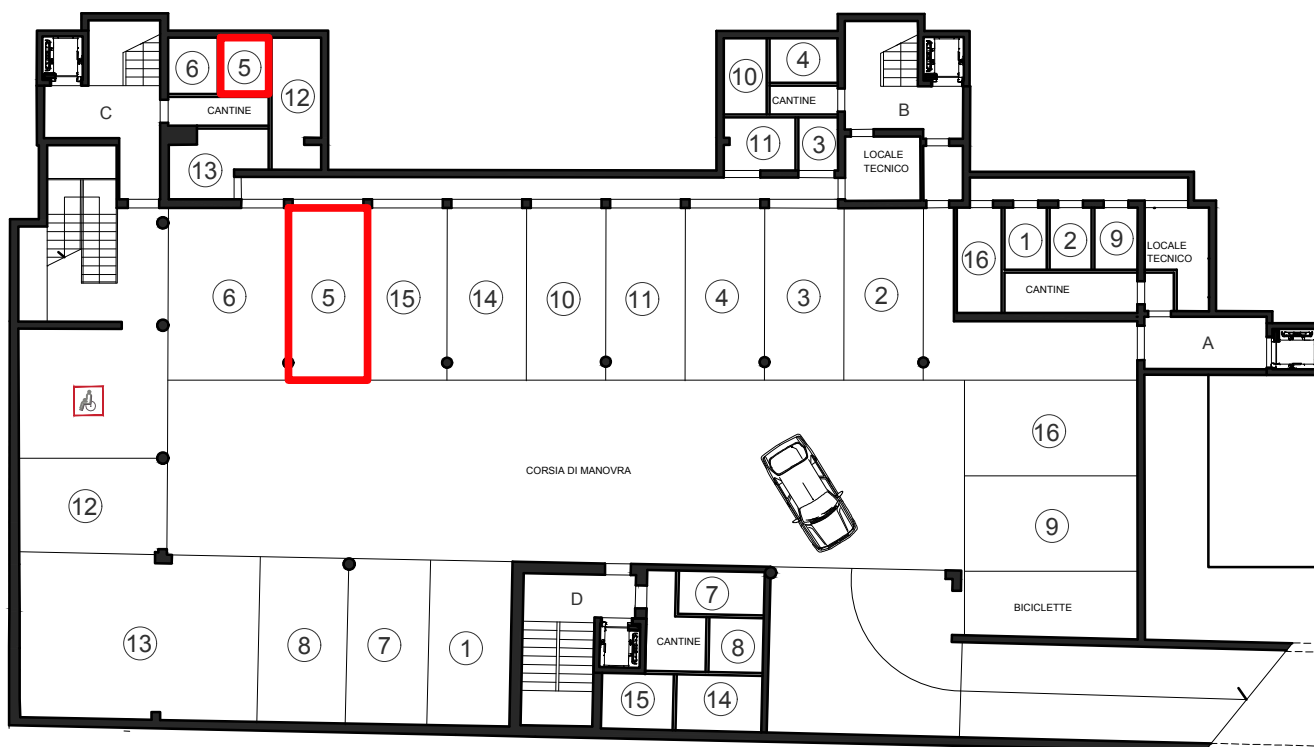 6
5
12
C
CANTINE
13
10
4
CANTINE
B
11
3
LOCALE
TECNICO
16
1
2
9
LOCALE
TECNICO
CANTINE
A
6
5
15
14
10
11
4
3
2
16
CORSIA DI MANOVRA
12
9
BICICLETTE
13
8
7
1
D
7
CANTINE
8
15
14